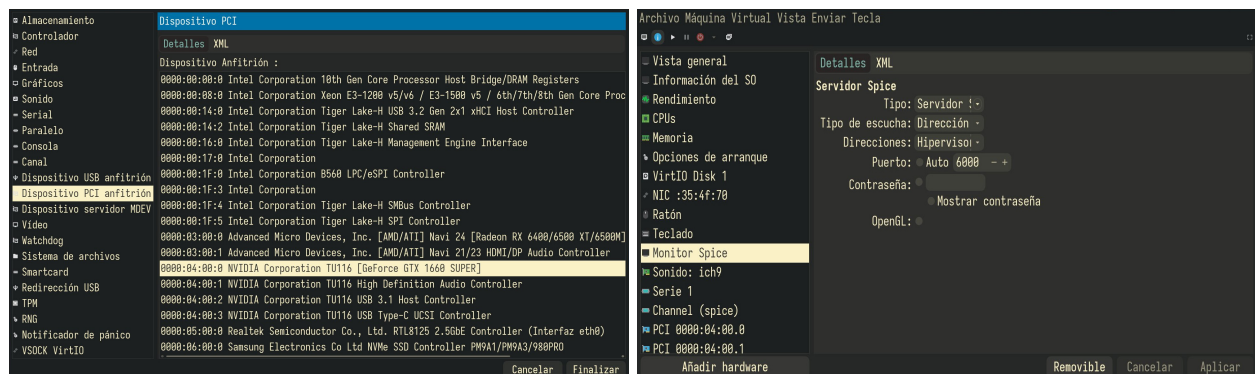 Almacenamiento
Controlador
Red
Entrada
Gráficos
Sonido
Serial
Paralelo
Consola
Canal
Dispositivo USB anfitrión
Dispositivo PCI anfitrión
Dispositivo servidor MDEV
Vídeo
Watchdog
Sistema de archivos
Smartcard
Redirección USB
TPM
RNG
Notificador de pánico
VSOCK VirtIO
Dispositivo PCI
Detalles XML
Dispositivo Anfitrión :
0000:00:00:0 Intel Corporation 10th Gen Core Processor Host Bridge/DRAM Registers
0000:00:08:0 Intel Corporation Xeon E3-1200 v5/v6 / E3-1500 v5 / 6th/7th/8th Gen Core Proc
0000:00:14:0 Intel Corporation Tiger Lake-H USB 3.2 Gen 2x1 xHCI Host Controller
0000:00:14:2 Intel Corporation Tiger Lake-H Shared SRAM
0000:00:16:0 Intel Corporation Tiger Lake-H Management Engine Interface
0000:00:17:0 Intel Corporation
0000:00:1F:0 Intel Corporation B560 LPC/eSPI Controller
0000:00:1F:3 Intel Corporation
0000:00:1F:4 Intel Corporation Tiger Lake-H SMBus Controller
0000:00:1F:5 Intel Corporation Tiger Lake-H SPI Controller
0000:03:00:0 Advanced Micro Devices, Inc. [AMD/ATI] Navi 24 [Radeon RX 6400/6500 XT/6500M]
0000:03:00:1 Advanced Micro Devices, Inc. [AMD/ATI] Navi 21/23 HDMI/DP Audio Controller
0000:04:00:0 NVIDIA Corporation TU116 [GeForce GTX 1660 SUPER]
0000:04:00:1 NVIDIA Corporation TU116 High Definition Audio Controller
0000:04:00:2 NVIDIA Corporation TU116 USB 3.1 Host Controller
0000:04:00:3 NVIDIA Corporation TU116 USB Type-C UCSI Controller
0000:05:00:0 Realtek Semiconductor Co., Ltd. RTL8125 2.5GbE Controller (Interfaz eth0)
0000:06:00:0 Samsung Electronics Co Ltd NVMe SSD Controller PM9A1/PM9A3/980PRO
Cancelar Finalizar
Archivo Máquina Virtual Vista Enviar Tecla
Vista general
Información del SO
Rendimiento
CPUs
Memoria
Opciones de arranque
VirtIO Disk 1
NIC :35:4f:70
Ratón
Teclado
Monitor Spice
Sonido: ich9
Serie 1
Channel (spice)
PCI 0000:04:00.0
PCI 0000:04:00.1
Añadir hardware
Detalles XML
Servidor Spice
Tipo: Servidor S
Tipo de escucha: Dirección
Direcciones: Hipervisor
Puerto: Auto 6000 - +
Contraseña:
Mostrar contraseña
OpenGL:
Removible Cancelar Aplicar